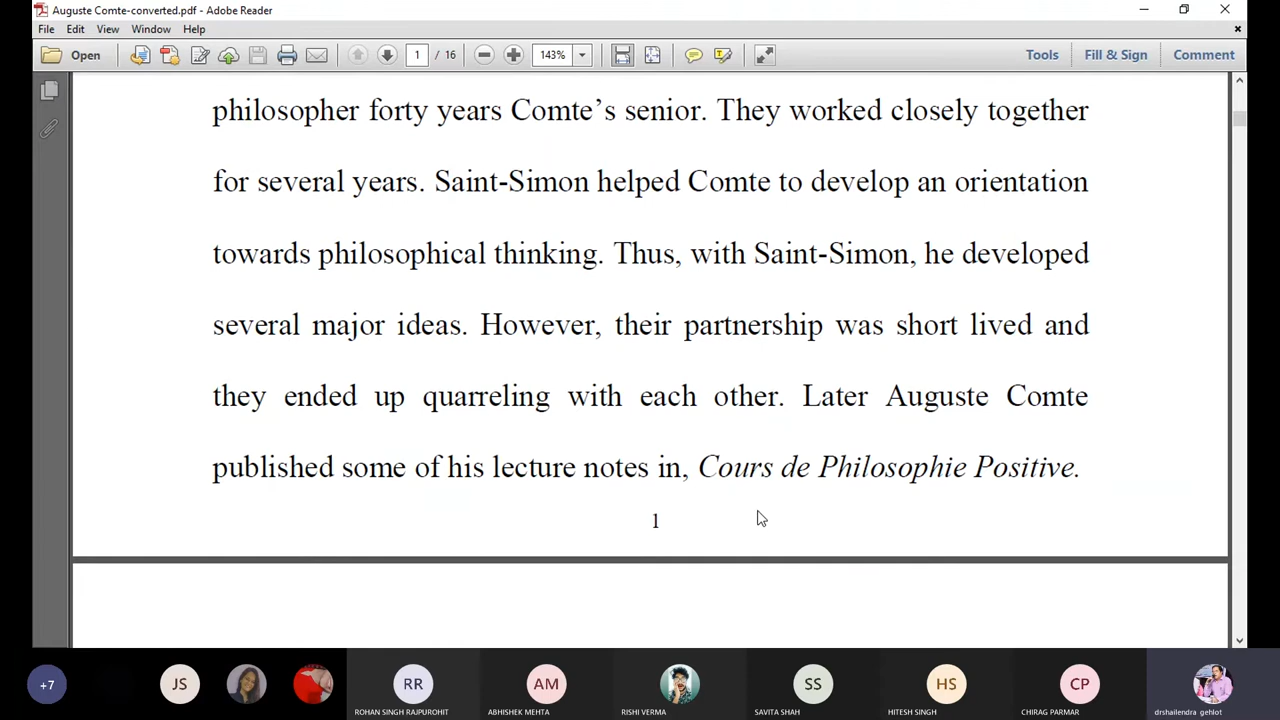 Auguste Comte-converted.pdf - Adobe Reader
File Edit View Window Help
Open 1 / 16 143% Tools Fill & Sign Comment
philosopher forty years Comte’s senior. They worked closely together
for several years. Saint-Simon helped Comte to develop an orientation
towards philosophical thinking. Thus, with Saint-Simon, he developed
several major ideas. However, their partnership was short lived and
they ended up quarreling with each other. Later Auguste Comte
published some of his lecture notes in, Cours de Philosophie Positive.
1
+7 JS RR AM SS HS CP
ROHAN SINGH RAJPUROHIT ABHISHEK MEHTA RISHI VERMA SAVITA SHAH HITESH SINGH CHIRAG PARMAR drshailendra gehlot